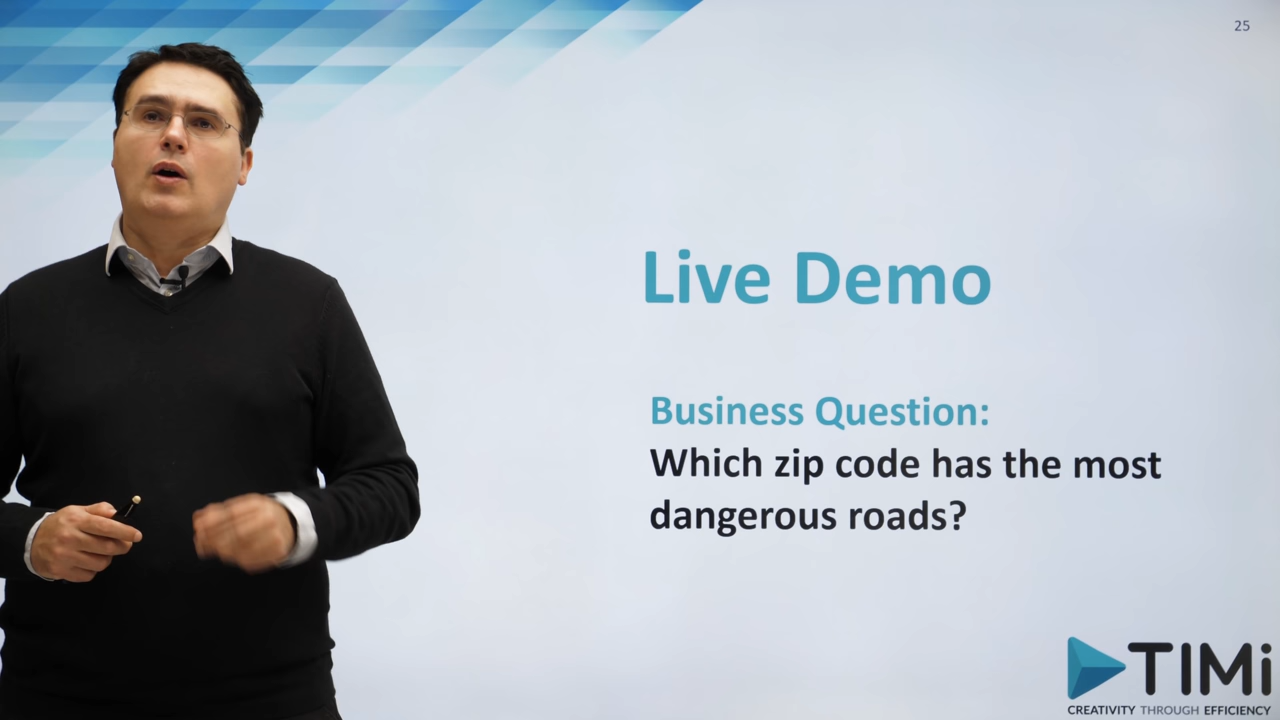 25
Live Demo
Business Question:
Which zip code has the most
dangerous roads?
TIMi
CREATIVITY THROUGH EFFICIENCY